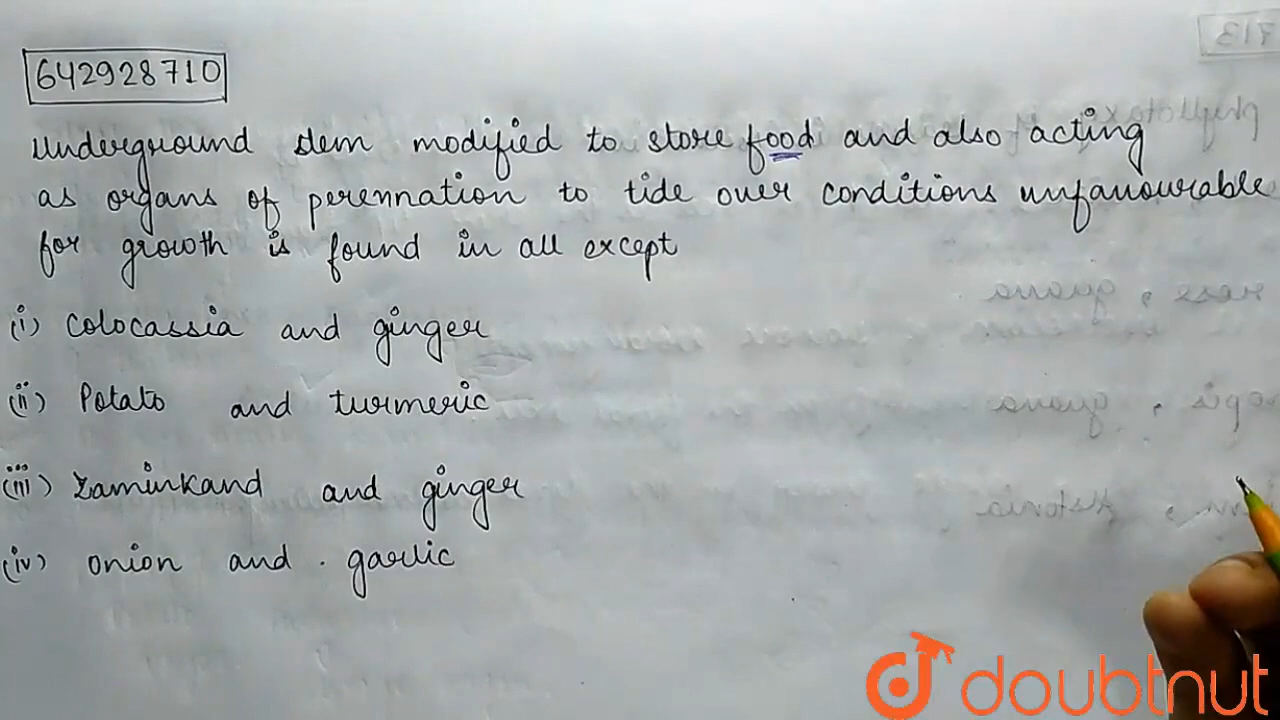 642928710
underground stem modified to store food and also acting
as organs of perennation to tide over conditions unfavourable
for growth is found in all except
(i) Colocassia and ginger
(ii) Potato and turmeric
(iii) Zaminkand and ginger
(iv) onion and garlic
doubtnut